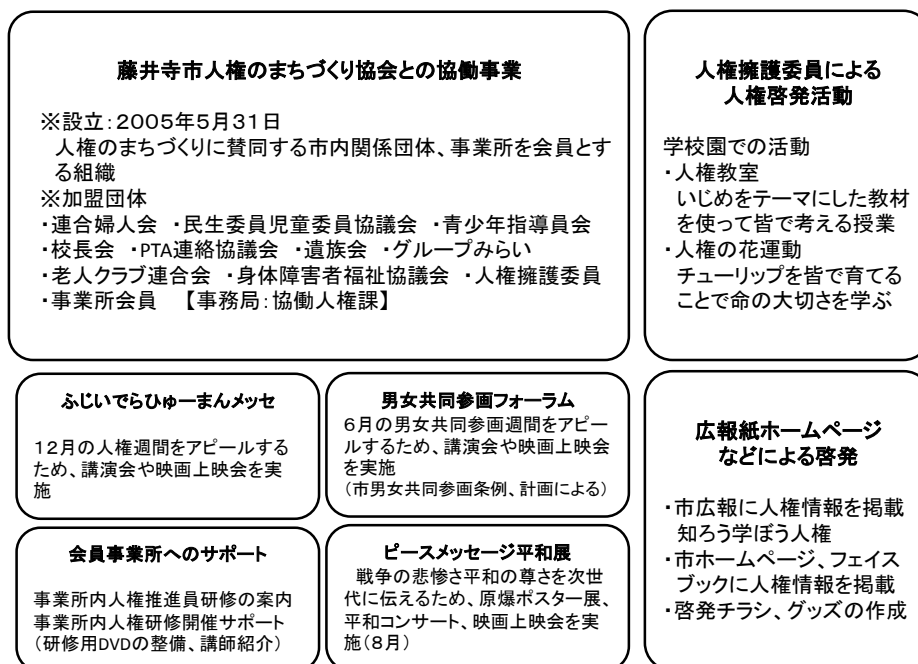 藤井寺市人権のまちづくり協会との協働事業
※設立：2005年5月31日
人権のまちづくりに賛同する市内関係団体、事業所を会員とす
る組織
※加盟団体
・連合婦人会 ・民生委員児童委員協議会 ・青少年指導員会
・校長会 ・PTA連絡協議会 ・遺族会 ・グループみらい
・老人クラブ連合会 ・身体障害者福祉協議会 ・人権擁護委員
・事業所会員 【事務局：協働人権課】
人権擁護委員による
人権啓発活動
学校園での活動
・人権教室
いじめをテーマにした教材
を使って皆で考える授業
・人権の花運動
チューリップを皆で育てる
ことで命の大切さを学ぶ
ふじいでらひゅーまんメッセ
12月の人権週間をアピールする
ため、講演会や映画上映会を実
施
男女共同参画フォーラム
6月の男女共同参画週間をアピ
ールするため、講演会や映画上映会
を実施
（市男女共同参画条例、計画による）
会員事業所へのサポート
事業所内人権推進員研修の案内
事業所内人権研修開催サポート
（研修用DVDの整備、講師紹介）
ピースメッセージ平和展
戦争の悲惨さ平和の尊さを次世
代に伝えるため、原爆ポスター展、
平和コンサート、映画上映会を実
施（8月）
広報紙ホームページ
などによる啓発
・市広報に人権情報を掲載
知ろう学ぼう人権
・市ホームページ、フェイス
ブックに人権情報を掲載
・啓発チラシ、グッズの作成